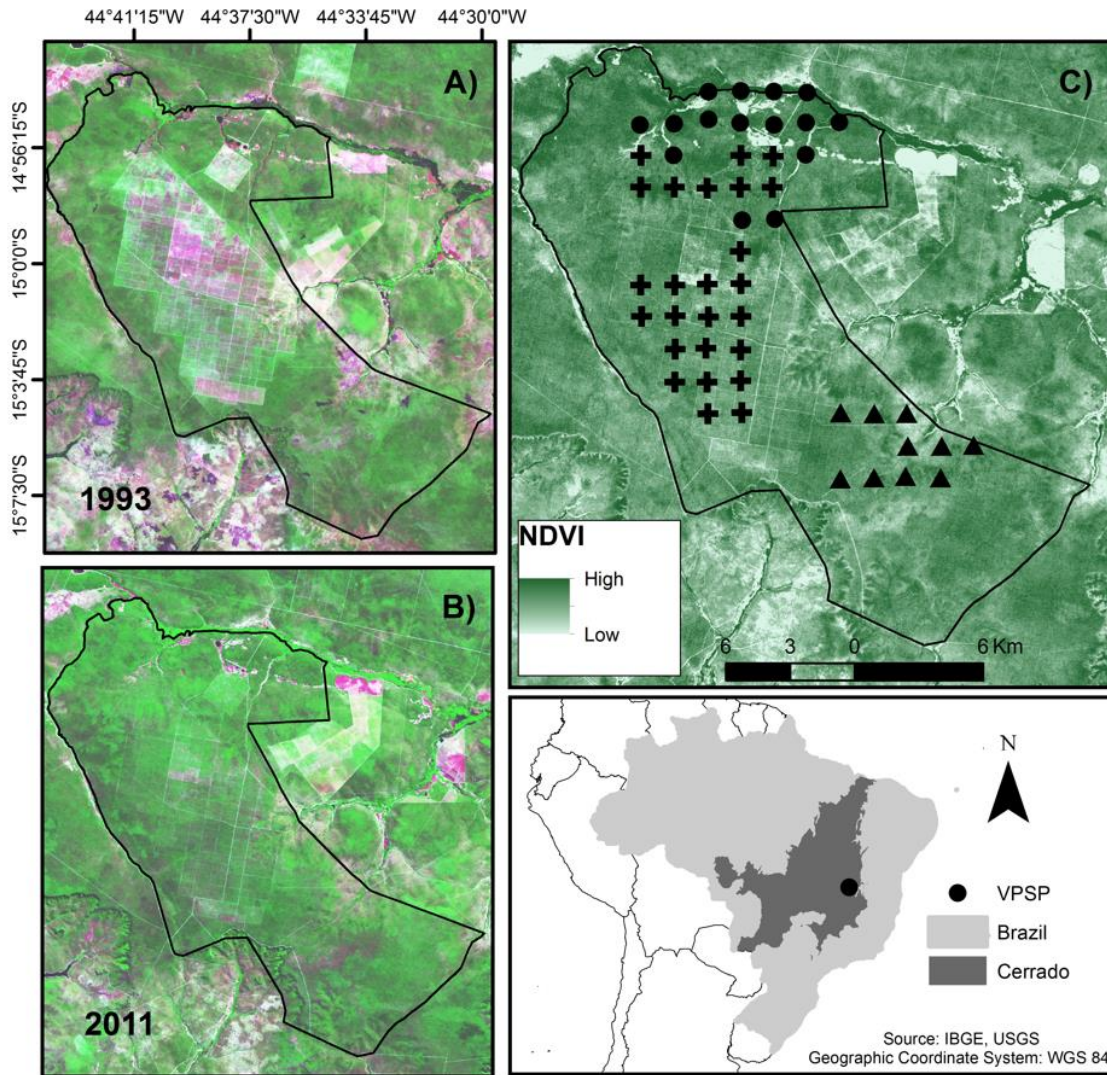 44°41'15"W 44°37'30"W 44°33'45"W 44°30'0"W
A)
14°56'15"S
15°0'0"S
15°3'45"S
15°7'30"S
1993
B)
2011
C)
NDVI
High
Low
6 3 0 6 Km
N
VPSP
Brazil
Cerrado
Source: IBGE, USGS
Geographic Coordinate System: WGS 84